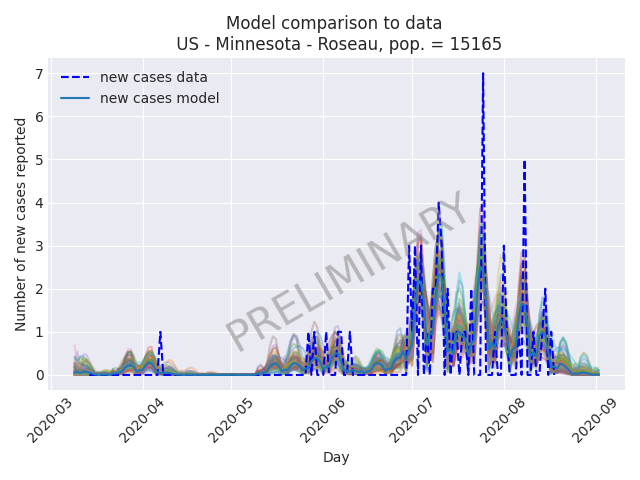 Model comparison to data
US - Minnesota - Roseau, pop. = 15165
new cases data
new cases model
PRELIMINARY
Number of new cases reported
7
6
5
4
3
2
1
0
2020-03
2020-04
2020-05
2020-06
2020-07
2020-08
2020-09
Day